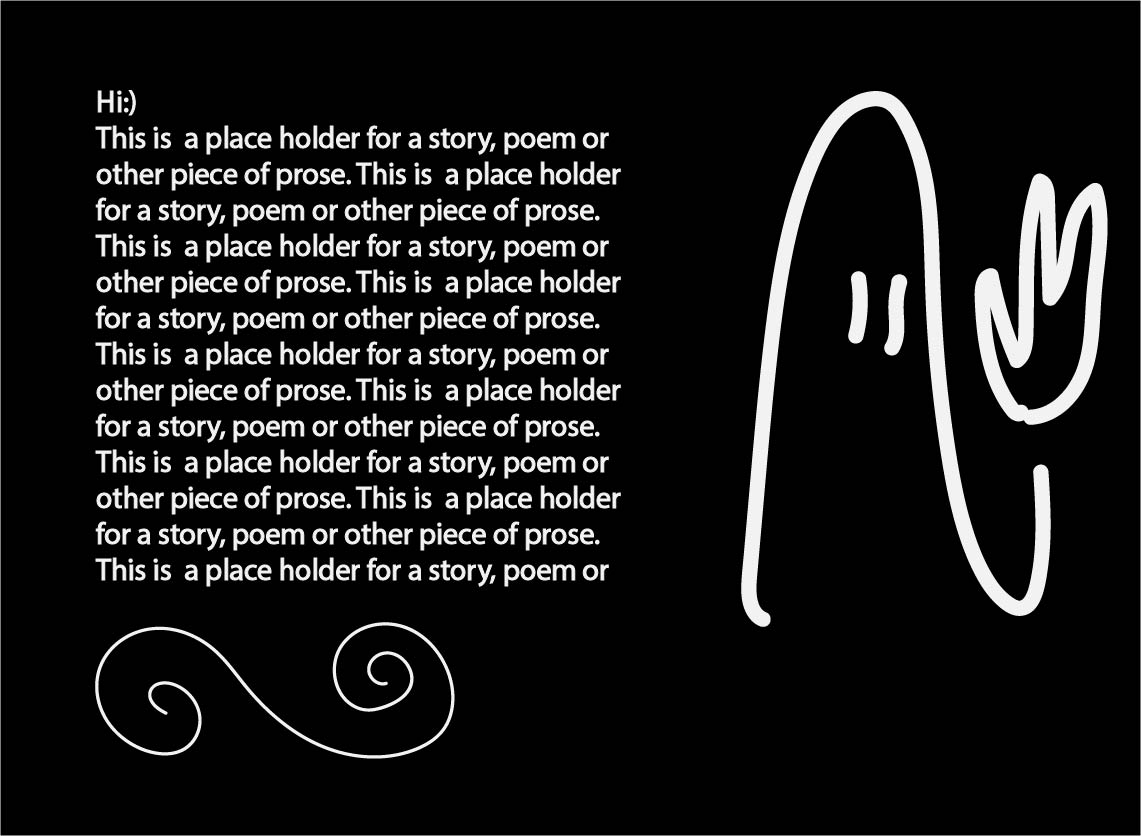 Hi:)
This is  a place holder for a story, poem or
other piece of prose. This is  a place holder
for a story, poem or other piece of prose.
This is  a place holder for a story, poem or
other piece of prose. This is  a place holder
for a story, poem or other piece of prose.
This is  a place holder for a story, poem or
other piece of prose. This is  a place holder
for a story, poem or other piece of prose.
This is  a place holder for a story, poem or
other piece of prose. This is  a place holder
for a story, poem or other piece of prose.
This is  a place holder for a story, poem or